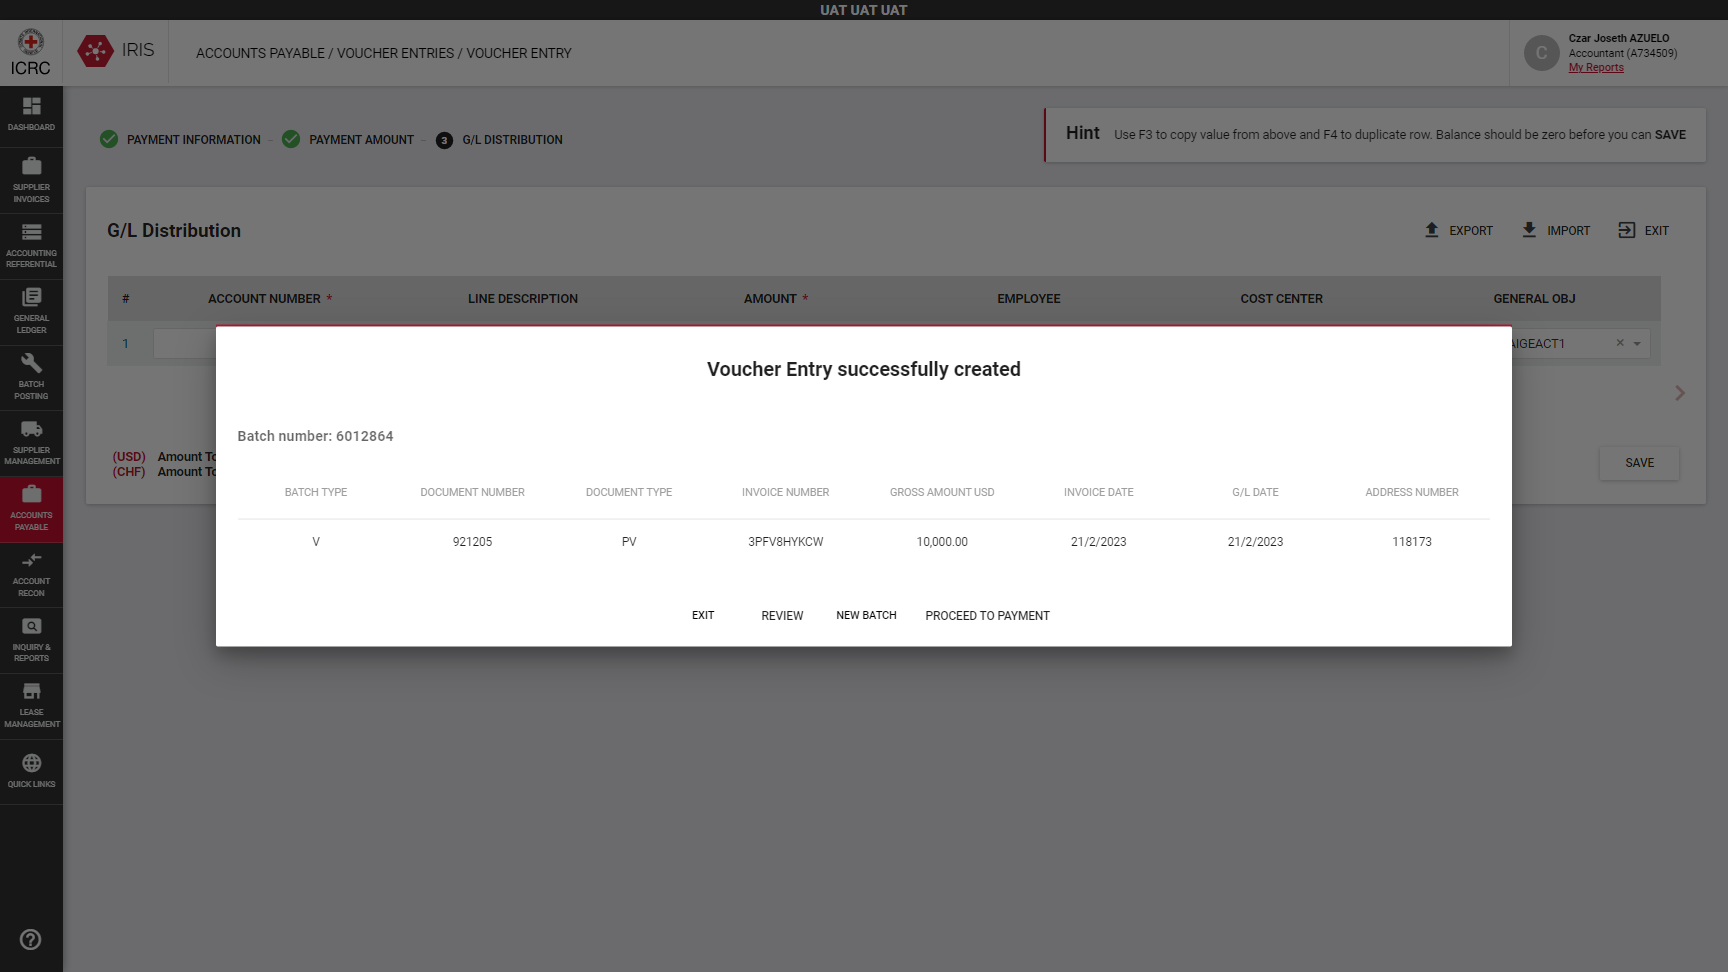 UAT UAT UAT
ICRC
IRIS
ACCOUNTS PAYABLE / VOUCHER ENTRIES / VOUCHER ENTRY
C
Czar Joseth AZUELO
Accountant (A734509)
My Reports
DASHBOARD
SUPPLIER
INVOICES
ACCOUNTING
REFERENTIAL
GENERAL
LEDGER
BATCH
POSTING
SUPPLIER
MANAGEMENT
ACCOUNTS
PAYABLE
ACCOUNT
RECON
INQUIRY &
REPORTS
LEASE
MANAGEMENT
QUICK LINKS
PAYMENT INFORMATION
PAYMENT AMOUNT
3 G/L DISTRIBUTION
Hint Use F3 to copy value from above and F4 to duplicate row. Balance should be zero before you can SAVE
G/L Distribution
EXPORT IMPORT EXIT
# ACCOUNT NUMBER * LINE DESCRIPTION AMOUNT * EMPLOYEE COST CENTER GENERAL OBJ
1 AIGEACT1 ×
(USD) Amount To
(CHF) Amount To
SAVE
Voucher Entry successfully created
Batch number: 6012864
BATCH TYPE DOCUMENT NUMBER DOCUMENT TYPE INVOICE NUMBER GROSS AMOUNT USD INVOICE DATE G/L DATE ADDRESS NUMBER
V 921205 PV 3PFV8HYKCW 10,000.00 21/2/2023 21/2/2023 118173
EXIT REVIEW NEW BATCH PROCEED TO PAYMENT